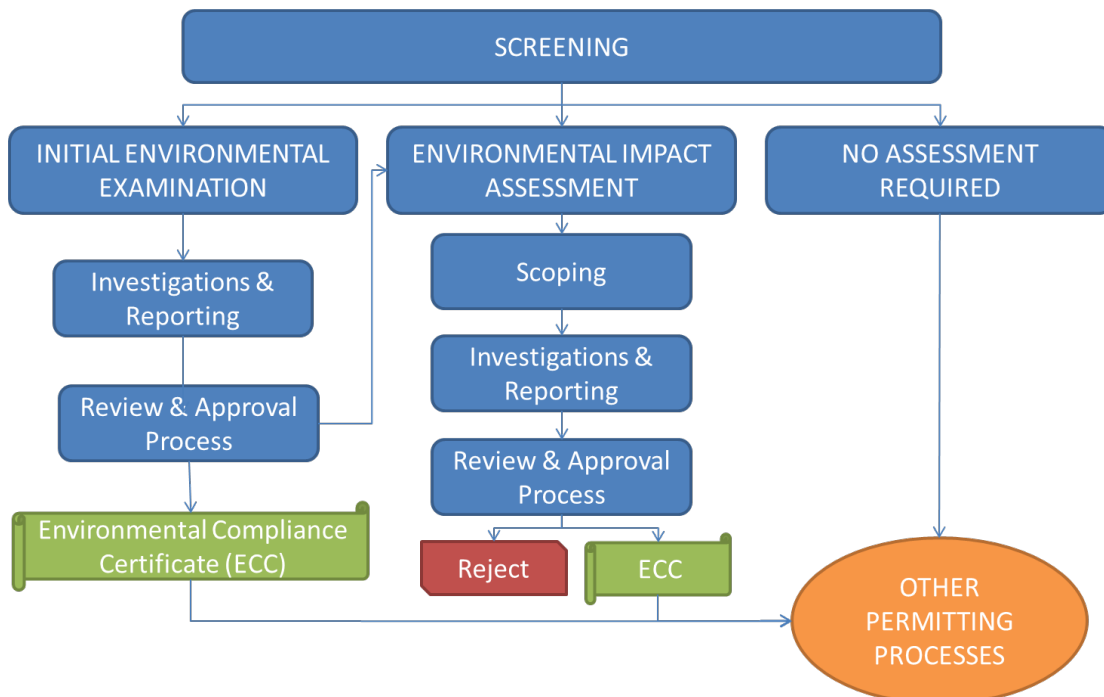 SCREENING
INITIAL ENVIRONMENTAL
EXAMINATION
ENVIRONMENTAL IMPACT
ASSESSMENT
NO ASSESSMENT
REQUIRED
Investigations &
Reporting
Scoping
Investigations &
Reporting
Review & Approval
Process
Review & Approval
Process
Environmental Compliance
Certificate (ECC)
Reject
ECC
OTHER
PERMITTING
PROCESSES